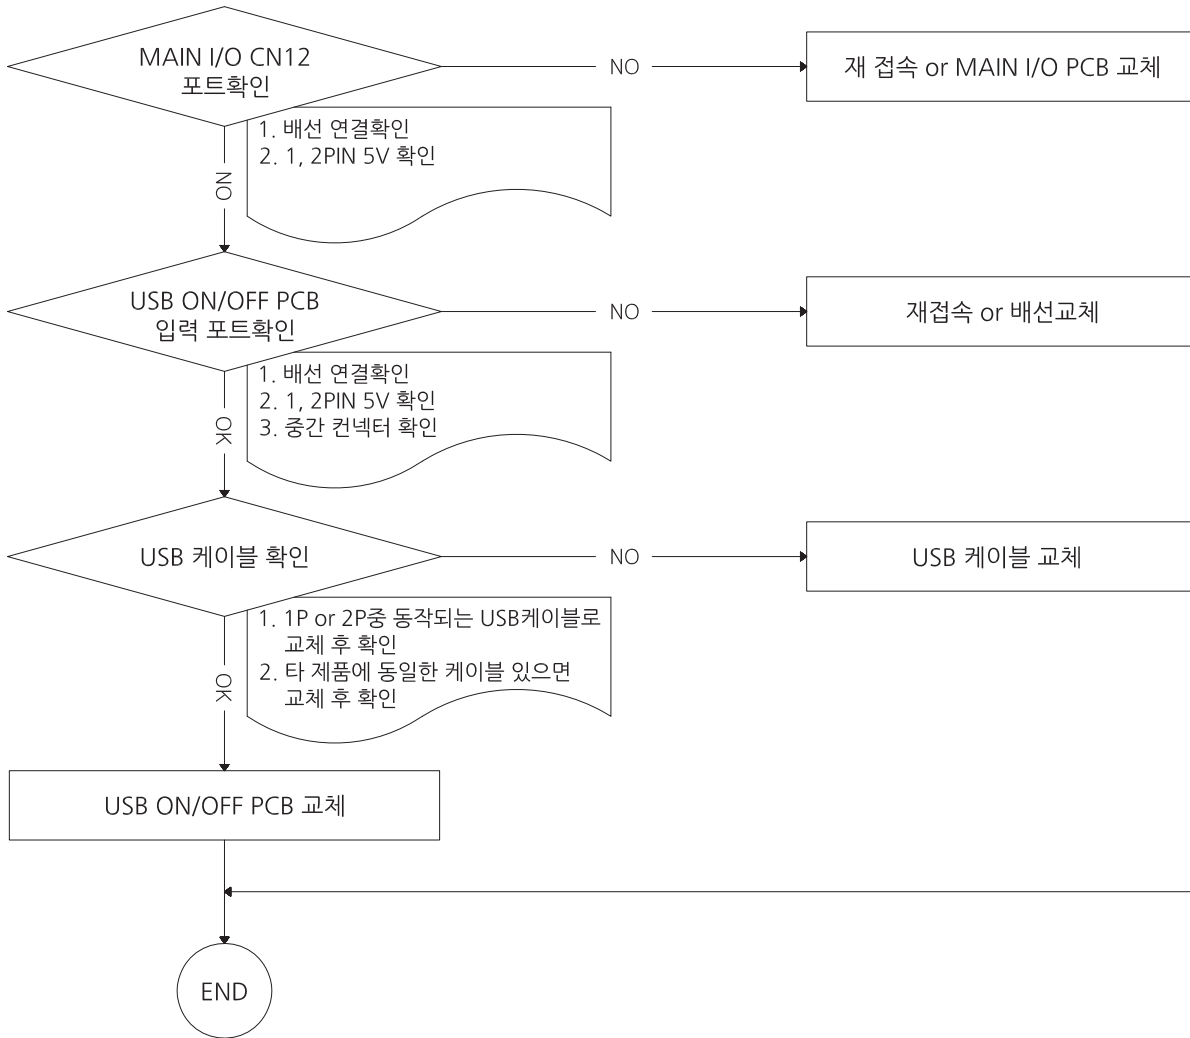 MAIN I/O CN12
포트확인
NO
재 접속 or MAIN I/O PCB 교체
1. 배선 연결확인
2. 1, 2PIN 5V 확인
NO
USB ON/OFF PCB
입력 포트확인
NO
재접속 or 배선교체
1. 배선 연결확인
2. 1, 2PIN 5V 확인
3. 중간 컨넥터 확인
OK
USB 케이블 확인
NO
USB 케이블 교체
1. 1P or 2P중 동작되는 USB케이블로
교체 후 확인
2. 타 제품에 동일한 케이블 있으면
교체 후 확인
OK
USB ON/OFF PCB 교체
END